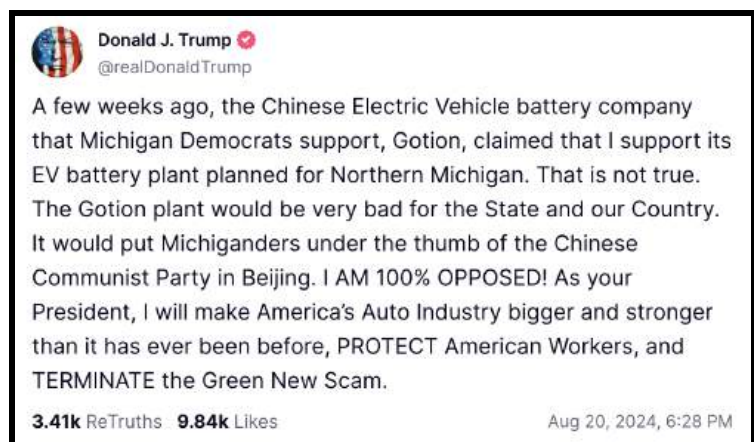 Donald J. Trump
@realDonaldTrump
A few weeks ago, the Chinese Electric Vehicle battery company
that Michigan Democrats support, Gotion, claimed that I support its
EV battery plant planned for Northern Michigan. That is not true.
The Gotion plant would be very bad for the State and our Country.
It would put Michiganders under the thumb of the Chinese
Communist Party in Beijing. I AM 100% OPPOSED! As your
President, I will make America’s Auto Industry bigger and stronger
than it has ever been before, PROTECT American Workers, and
TERMINATE the Green New Scam.
3.41k ReTruths 9.84k Likes Aug 20, 2024, 6:28 PM